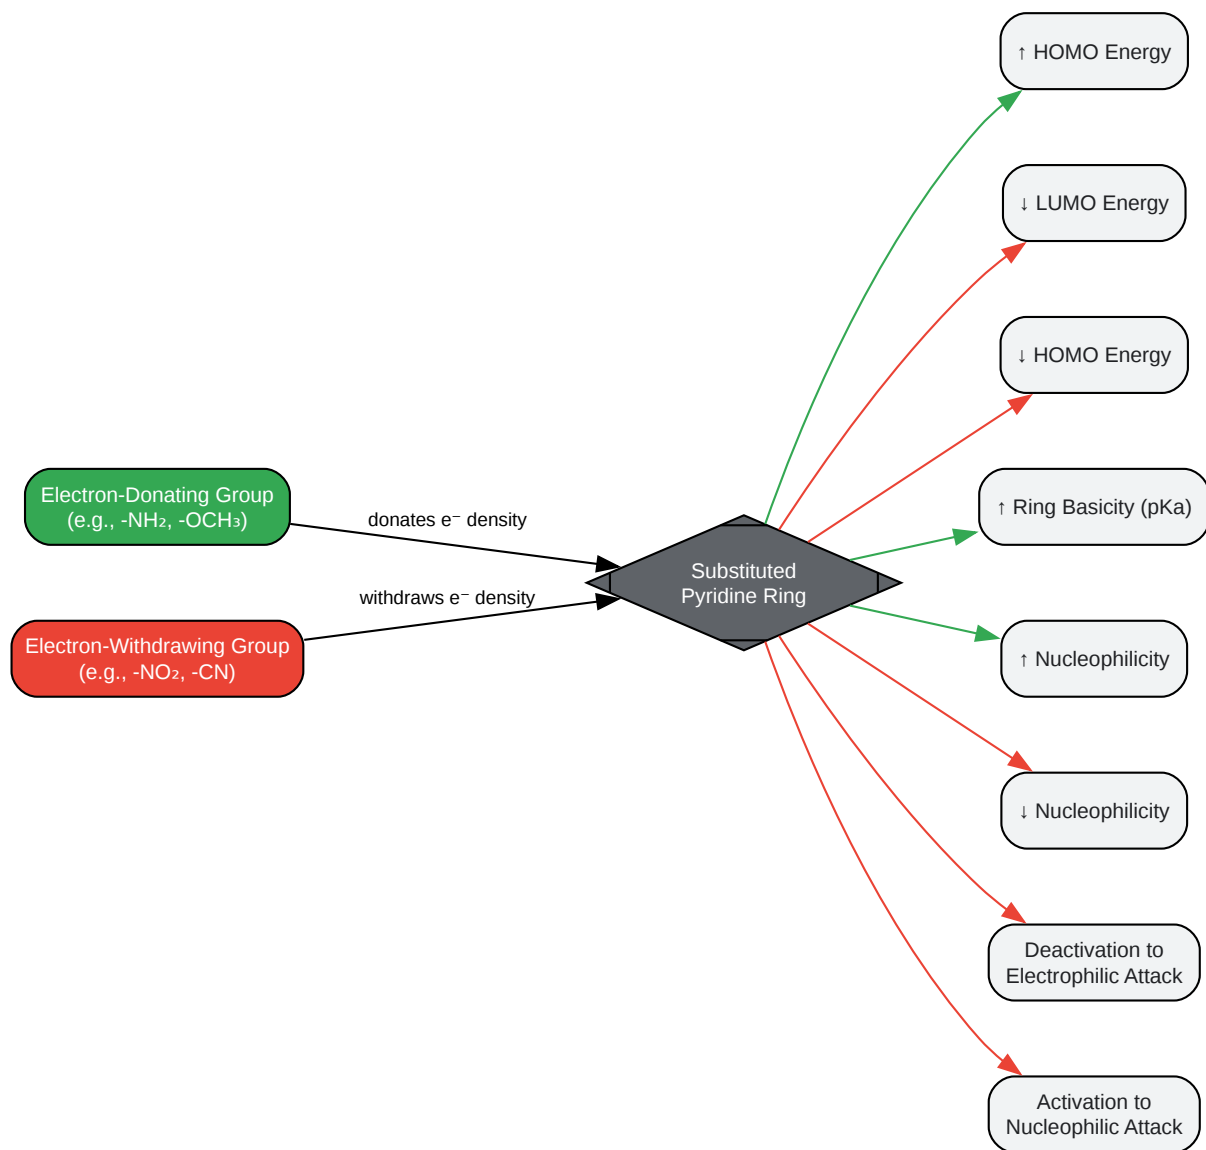 ↑ HOMO Energy
↓ LUMO Energy
↓ HOMO Energy
Electron-Donating Group
(e.g., -NH₂, -OCH₃)
donates e⁻ density
↑ Ring Basicity (pKa)
Substituted
Pyridine Ring
withdraws e⁻ density
Electron-Withdrawing Group
(e.g., -NO₂, -CN)
↑ Nucleophilicity
↓ Nucleophilicity
Deactivation to
Electrophilic Attack
Activation to
Nucleophilic Attack